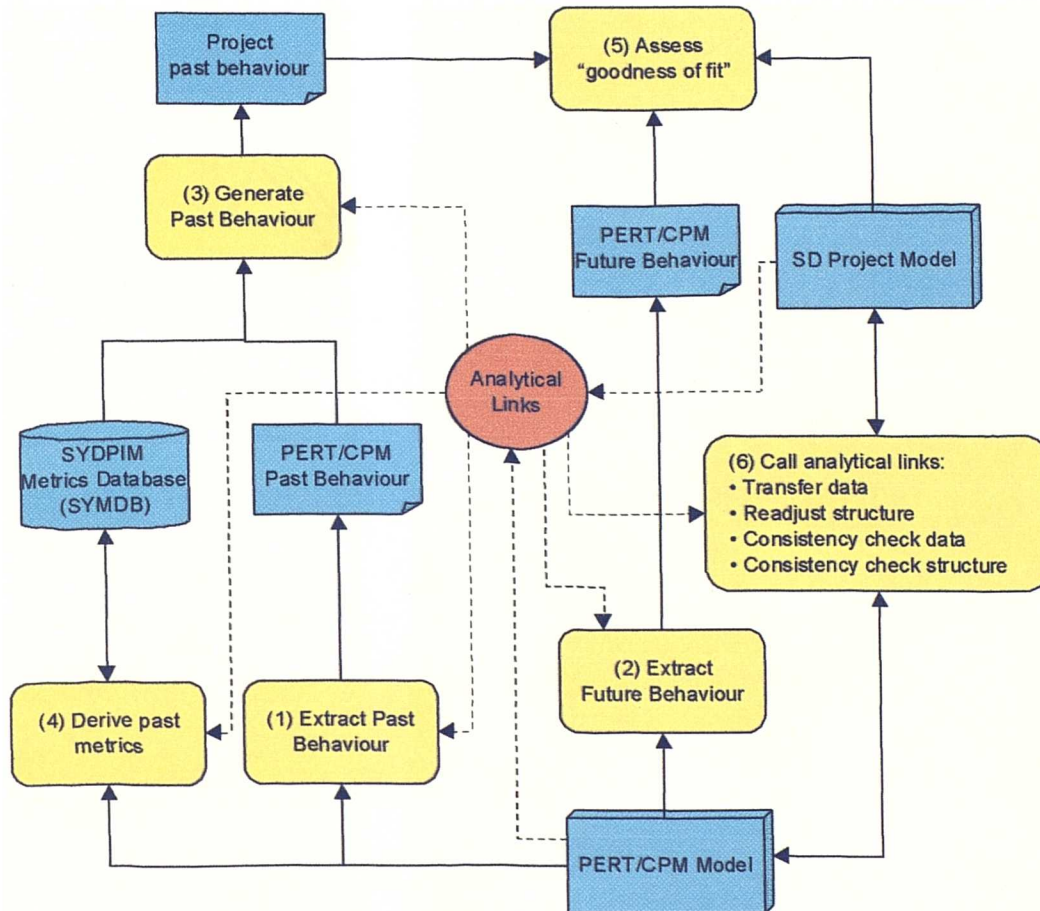 Project
past behaviour
(5) Assess
“goodness of fit”
(3) Generate
Past Behaviour
PERT/CPM
Future Behaviour
SD Project Model
Analytical
Links
SYDPIM
Metrics Database
(SYMDB)
PERT/CPM
Past Behaviour
(6) Call analytical links:
• Transfer data
• Readjust structure
• Consistency check data
• Consistency check structure
(2) Extract
Future Behaviour
(4) Derive past
metrics
(1) Extract Past
Behaviour
PERT/CPM Model